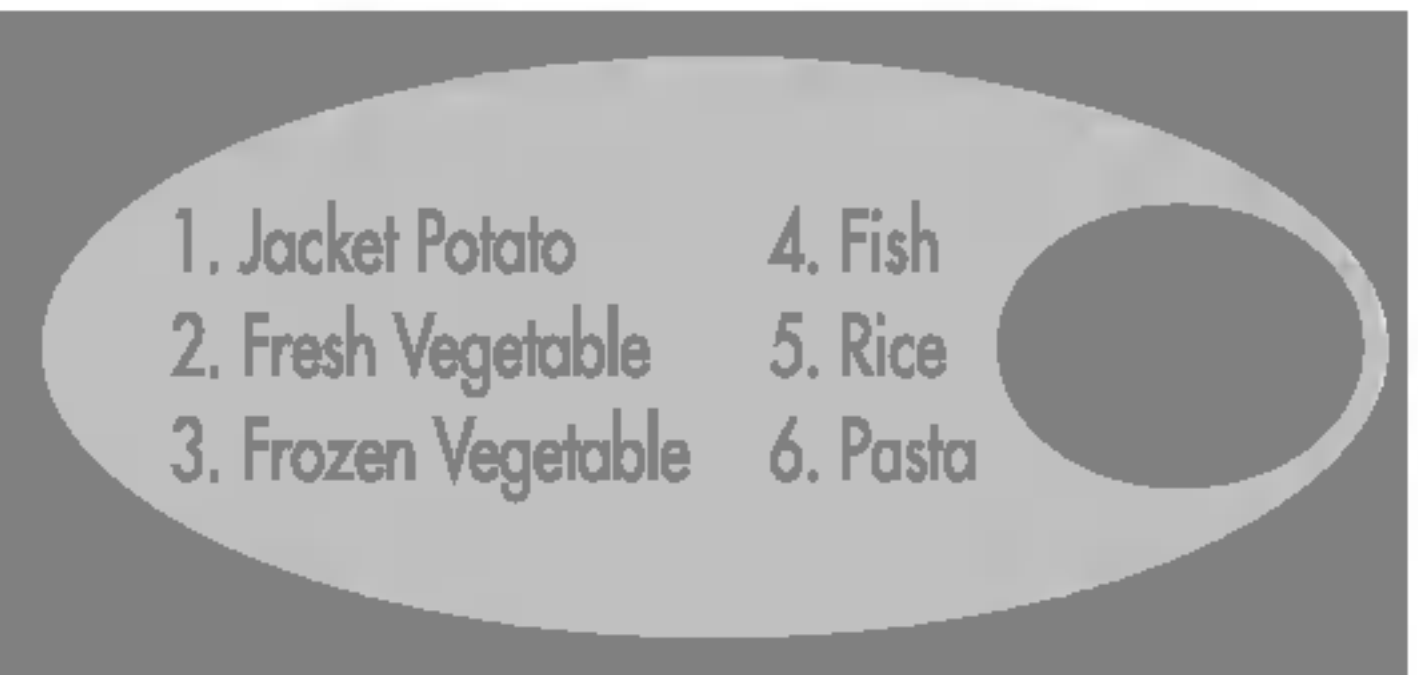 1. Jacket Potato
2. Fresh Vegetable
3. Frozen Vegetable
4. Fish
5. Rice
6. Pasta